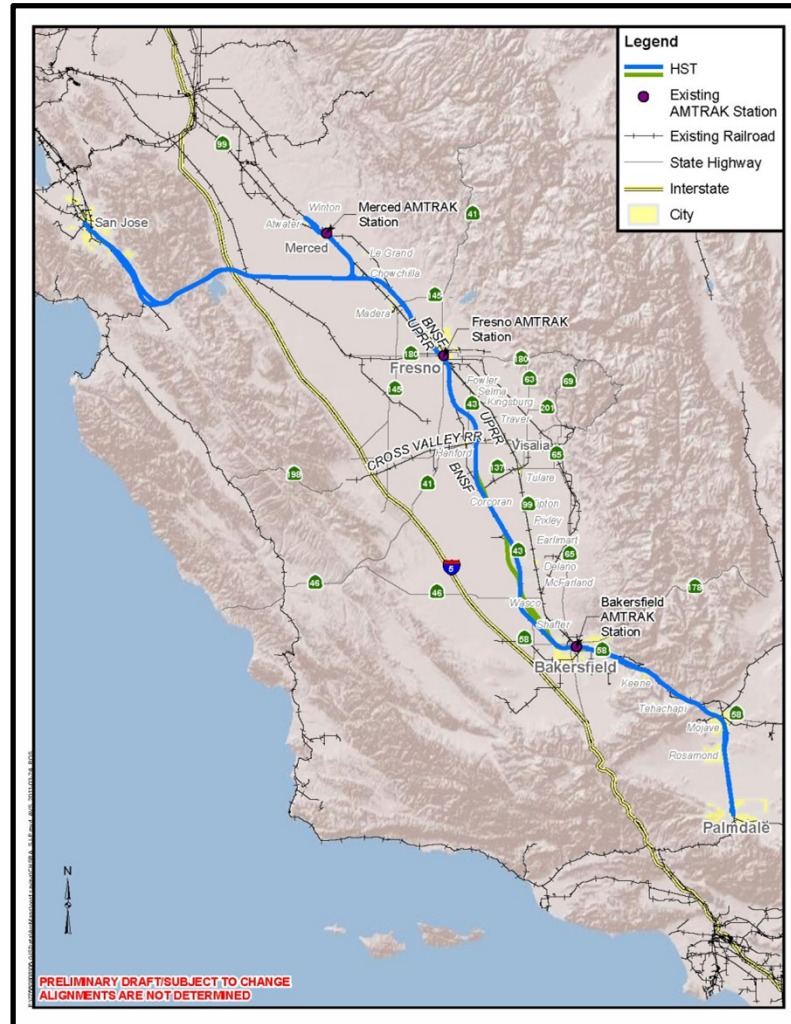 Legend
HST
Existing
AMTRAK Station
Existing Railroad
State Highway
Interstate
City
99
Winton
Merced AMTRAK
Station
41
San Jose
Atwater
Merced
Le Grand
Chowchilla
145
Madera
BNSF
UPRR
Fresno AMTRAK
Station
180
180
Fresno
63
69
145
Fowler
Selma
43
Kingsburg
201
Traver
UPRR
CROSS VALLEY RR
Visalia
Hanford
65
198
BNSF
137
41
Tulare
Corcoran
99
Tipton
Pixley
43
Earlimart
65
5
Delano
46
46
McFarland
178
Wasco
Bakersfield
AMTRAK
Station
Shafter
58
58
Bakersfield
Keene
Tehachapi
58
Mojave
Rosamond
Palmdale
N
PRELIMINARY DRAFT/SUBJECT TO CHANGE
ALIGNMENTS ARE NOT DETERMINED